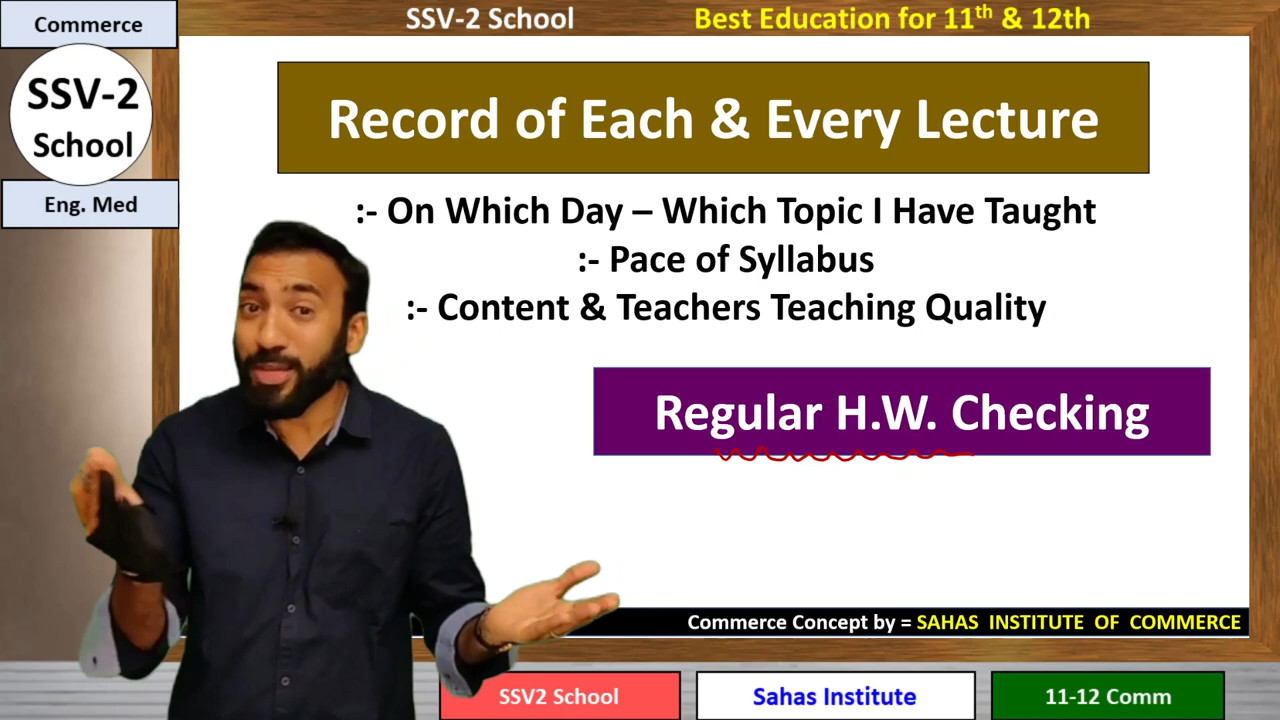 Commerce
SSV-2 School
Best Education for 11th & 12th
SSV-2
School
Eng. Med
Record of Each & Every Lecture
:- On Which Day – Which Topic I Have Taught
:- Pace of Syllabus
:- Content & Teachers Teaching Quality
Regular H.W. Checking
Commerce Concept by = SAHAS INSTITUTE OF COMMERCE
SSV2 School
Sahas Institute
11-12 Comm